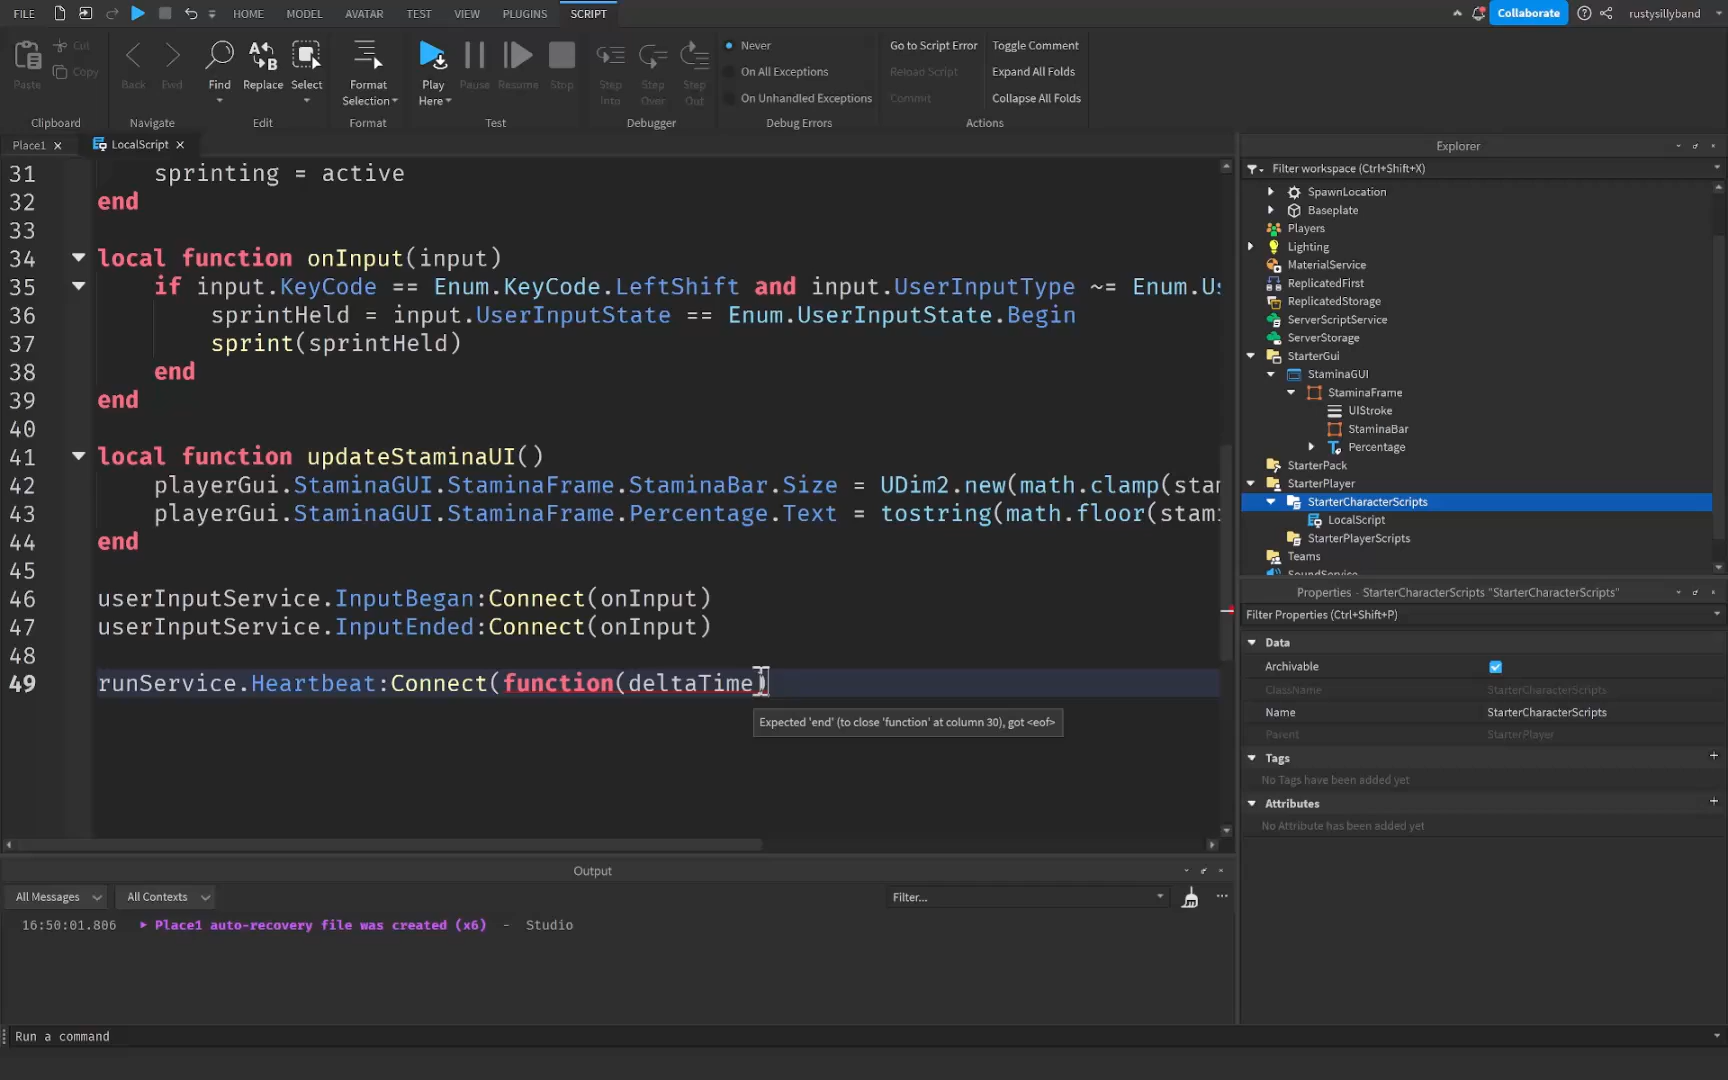 FILE HOME MODEL AVATAR TEST VIEW PLUGINS SCRIPT Collaborate rustysillyband
Paste Cut Copy Back Fwd Find Replace Select Format Selection Play Here Pause Resume Stop Step Into Step Over Step Out
Never
On All Exceptions
On Unhandled Exceptions
Go to Script Error
Reload Script
Commit
Toggle Comment
Expand All Folds
Collapse All Folds
Clipboard Navigate Edit Format Test Debugger Debug Errors Actions
Place1 LocalScript
31 sprinting = active
32 end
33
34 local function onInput(input)
35 if input.KeyCode == Enum.KeyCode.LeftShift and input.UserInputType ~= Enum.Us
36 sprintHeld = input.UserInputState == Enum.UserInputState.Begin
37 sprint(sprintHeld)
38 end
39 end
40
41 local function updateStaminaUI()
42 playerGui.StaminaGUI.StaminaFrame.StaminaBar.Size = UDim2.new(math.clamp(stam
43 playerGui.StaminaGUI.StaminaFrame.Percentage.Text = tostring(math.floor(stami
44 end
45
46 userInputService.InputBegan:Connect(onInput)
47 userInputService.InputEnded:Connect(onInput)
48
49 runService.Heartbeat:Connect(function(deltaTime)
Expected 'end' (to close 'function' at column 30), got <eof>
Explorer
Filter workspace (Ctrl+Shift+X)
SpawnLocation
Baseplate
Players
Lighting
MaterialService
ReplicatedFirst
ReplicatedStorage
ServerScriptService
ServerStorage
StarterGui
StaminaGUI
StaminaFrame
UIStroke
StaminaBar
Percentage
StarterPack
StarterPlayer
StarterCharacterScripts
LocalScript
StarterPlayerScripts
Teams
SoundService
Properties - StarterCharacterScripts "StarterCharacterScripts"
Filter Properties (Ctrl+Shift+P)
Data
Archivable
ClassName StarterCharacterScripts
Name StarterCharacterScripts
Parent StarterPlayer
Tags
No Tags have been added yet
Attributes
No Attribute has been added yet
Output
All Messages All Contexts Filter...
16:50:01.806 Place1 auto-recovery file was created (x6) - Studio
Run a command